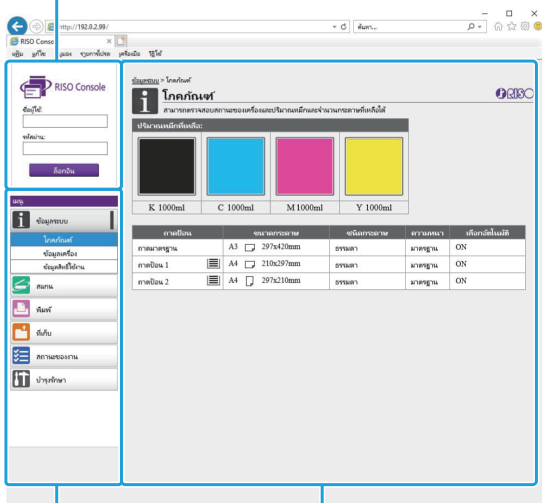 http://192.0.2.99/
ค้นหา...
RISO Conso
แฟ้ม แก้ไข มุมมอง รายการโปรด เครื่องมือ วิธีใช้
RISO Console
ชื่อผู้ใช้:
รหัสผ่าน:
ล็อกอิน
เมนู
ข้อมูลระบบ
โภคภัณฑ์
ข้อมูลเครื่อง
ข้อมูลสิทธิ์ใช้งาน
สแกน
พิมพ์
ที่เก็บ
สถานะของงาน
บำรุงรักษา
ข้อมูลระบบ > โภคภัณฑ์
โภคภัณฑ์
RISO
สามารถตรวจสอบสถานะของเครื่องและปริมาณหมึกและจำนวนกระดาษที่เหลือได้
ปริมาณหมึกที่เหลือ:
K 1000ml C 1000ml M1000ml Y 1000ml
ถาดป้อน ขนาดกระดาษ ชนิดกระดาษ ความหนา เลือกอัตโนมัติ
ถาดมาตรฐาน A3 297x420mm ธรรมดา มาตรฐาน ON
ถาดป้อน 1 A4 210x297mm ธรรมดา มาตรฐาน ON
ถาดป้อน 2 A4 297x210mm ธรรมดา มาตรฐาน ON